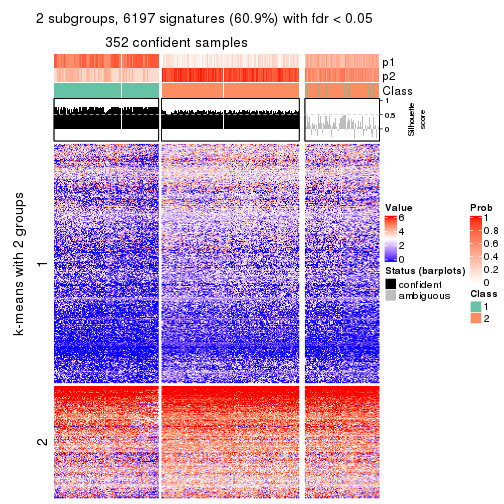 2 subgroups, 6197 signatures (60.9%) with fdr < 0.05
352 confident samples
p1
p2
Class
1
0.5
0
Silhouette
score
k-means with 2 groups
1
2
Value
6
4
2
0
Status (barplots)
confident
ambiguous
Prob
1
0.8
0.6
0.4
0.2
0
Class
1
2